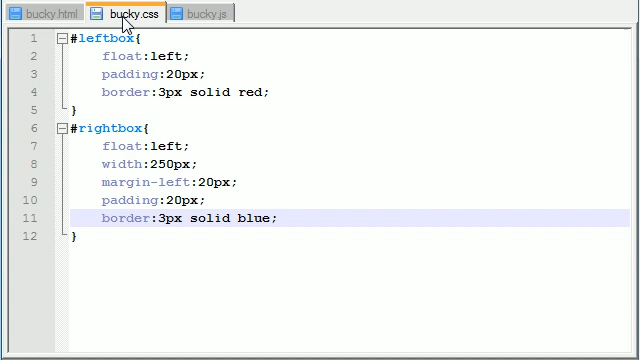 bucky.html bucky.css bucky.js
1 #leftbox{
2 float:left;
3 padding:20px;
4 border:3px solid red;
5 }
6 #rightbox{
7 float:left;
8 width:250px;
9 margin-left:20px;
10 padding:20px;
11 border:3px solid blue;
12 }